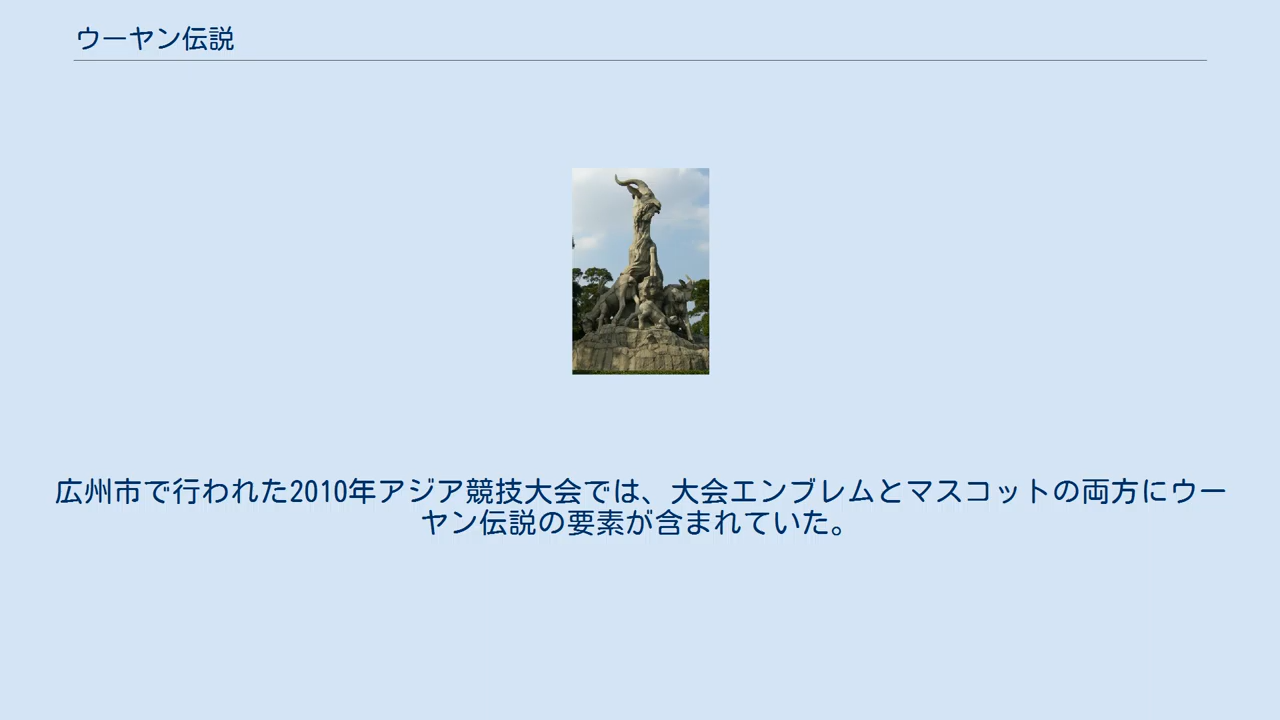 ウーヤン伝説
広州市で行われた2010年アジア競技大会では、大会エンブレムとマスコットの両方にウー
ヤン伝説の要素が含まれていた。